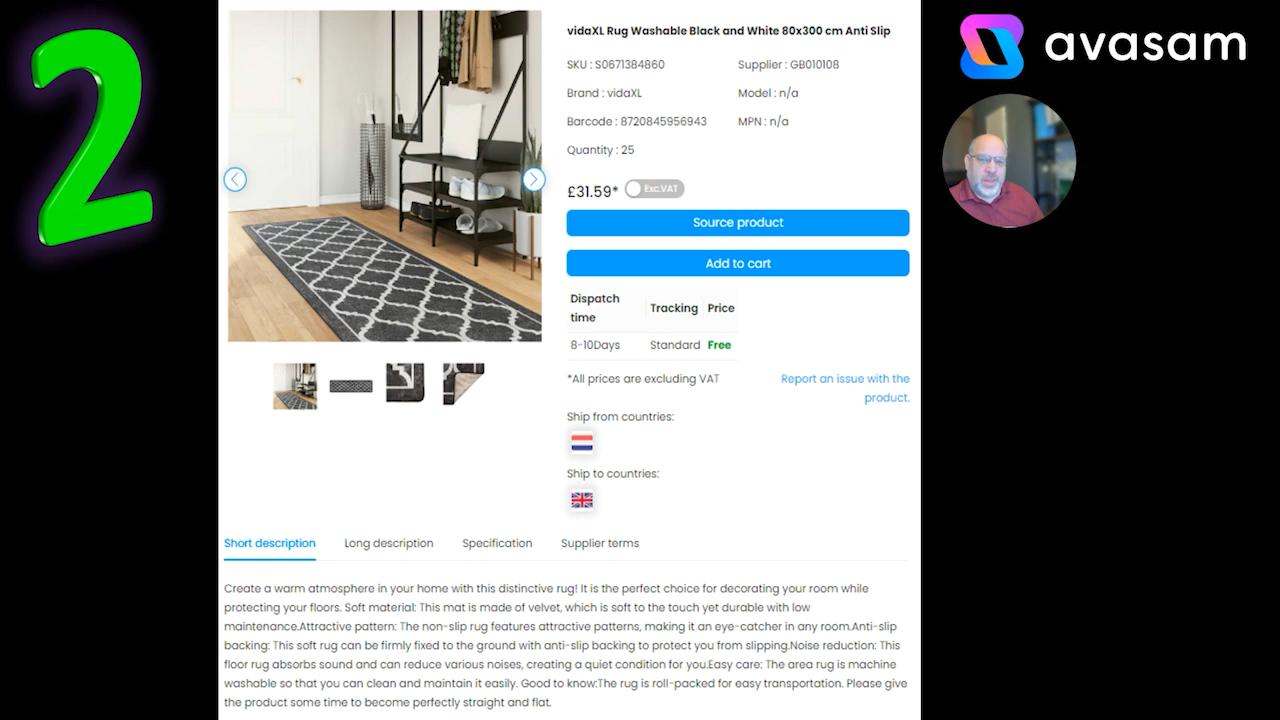 2
avasam
vidaXL Rug Washable Black and White 80x300 cm Anti Slip
SKU : S0671384860
Supplier : GB010108
Brand : vidaXL
Model : n/a
Barcode : 8720845956943
MPN : n/a
Quantity : 25
£31.59*
Exc.VAT
Source product
Add to cart
Dispatch
time
Tracking
Price
8-10Days
Standard
Free
*All prices are excluding VAT
Report an issue with the
product.
Ship from countries:
Ship to countries:
Short description
Long description
Specification
Supplier terms
Create a warm atmosphere in your home with this distinctive rug! It is the perfect choice for decorating your room while
protecting your floors. Soft material: This mat is made of velvet, which is soft to the touch yet durable with low
maintenance.Attractive pattern: The non-slip rug features attractive patterns, making it an eye-catcher in any room.Anti-slip
backing: This soft rug can be firmly fixed to the ground with anti-slip backing to protect you from slipping.Noise reduction: This
floor rug absorbs sound and can reduce various noises, creating a quiet condition for you.Easy care: The area rug is machine
washable so that you can clean and maintain it easily. Good to know:The rug is roll-packed for easy transportation. Please give
the product some time to become perfectly straight and flat.